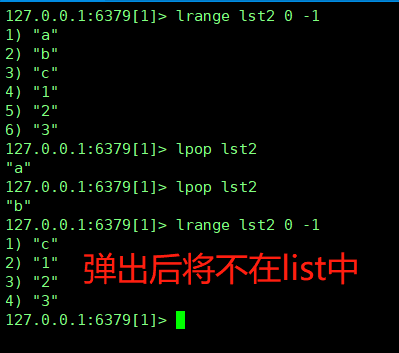 127.0.0.1:6379[1]> lrange lst2 0 -1
1) "a"
2) "b"
3) "c"
4) "1"
5) "2"
6) "3"
127.0.0.1:6379[1]> lpop lst2
"a"
127.0.0.1:6379[1]> lpop lst2
"b"
127.0.0.1:6379[1]> lrange lst2 0 -1
1) "c"
2) "1"
3) "2"
4) "3"
弹出后将不在list中
127.0.0.1:6379[1]>